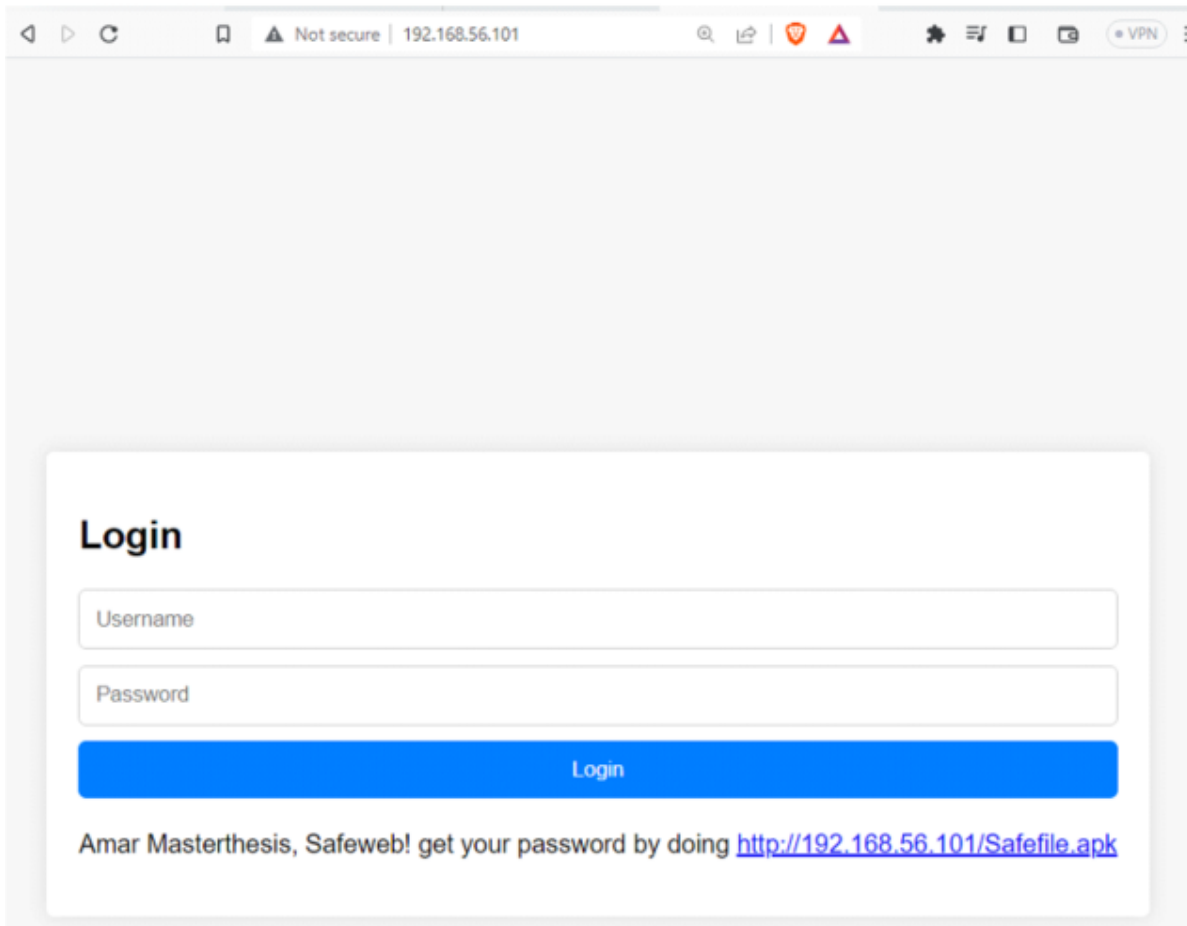 Not secure 192.168.56.101
VPN
Login
Username
Password
Login
Amar Masterthesis, Safeweb! get your password by doing http://192.168.56.101/Safefile.apk